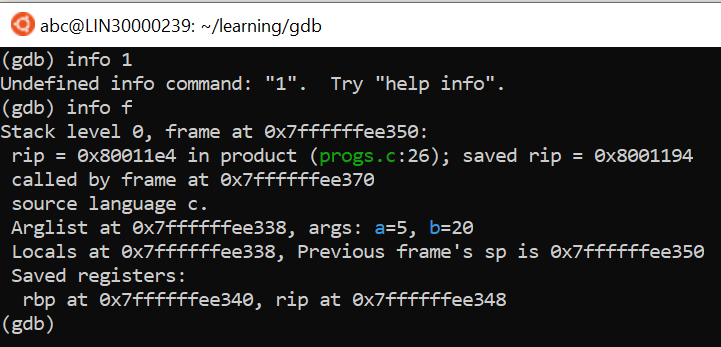 abc@LIN30000239: ~/learning/gdb
(gdb) info 1
Undefined info command: "1".  Try "help info".
(gdb) info f
Stack level 0, frame at 0x7ffffffee350:
 rip = 0x80011e4 in product (progs.c:26); saved rip = 0x8001194
 called by frame at 0x7ffffffee370
 source language c.
 Arglist at 0x7ffffffee338, args: a=5, b=20
 Locals at 0x7ffffffee338, Previous frame's sp is 0x7ffffffee350
 Saved registers:
  rbp at 0x7ffffffee340, rip at 0x7ffffffee348
(gdb)